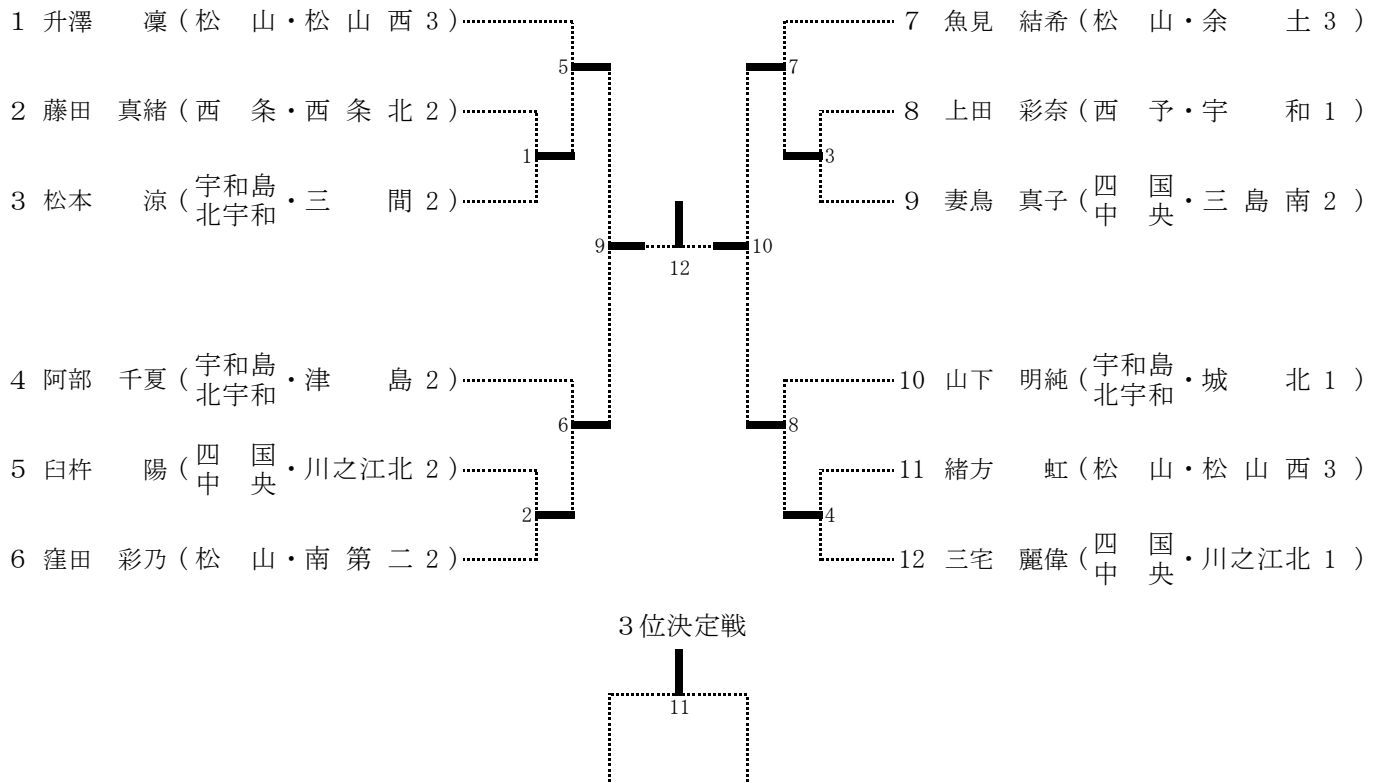 1 升澤 凜 (松 山・松 山 西 3)
2 藤田 真緒 (西 条・西 条 北 2)
3 松本 涼 (宇和島北宇和・三 間 2)
4 阿部 千夏 (宇和島北宇和・津 島 2)
5 臼杵 陽 (四国中央・川之江北 2)
6 窪田 彩乃 (松 山・南 第 二 2)
7 魚見 結希 (松 山・余 土 3)
8 上田 彩奈 (西 予・宇 和 1)
9 妻鳥 真子 (四国中央・三 島 南 2)
10 山下 明純 (宇和島北宇和・城 北 1)
11 緒方 虹 (松 山・松 山 西 3)
12 三宅 麗偉 (四国中央・川之江北 1)
5
7
1
3
9
10
12
6
8
2
4
3位決定戦
11